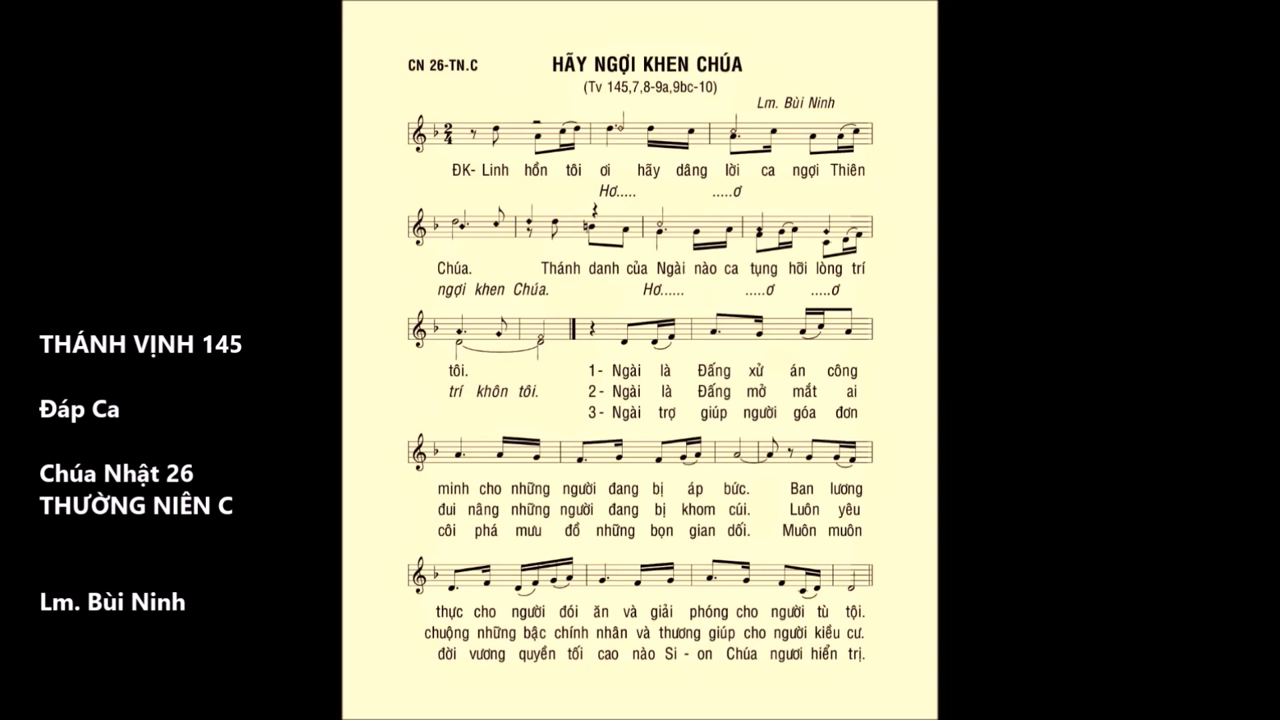 THÁNH VỊNH 145
Đáp Ca
Chúa Nhật 26
THƯỜNG NIÊN C
Lm. Bùi Ninh
CN 26-TN.C
HÃY NGỢI KHEN CHÚA
(Tv 145,7,8-9a,9bc-10)
Lm. Bùi Ninh
2
4
ĐK- Linh hồn tôi ơi hãy dâng lời ca ngợi Thiên
Hơ..... .....ơ
Chúa. Thánh danh của Ngài nào ca tụng hỡi lòng trí
ngợi khen Chúa. Hơ...... .....ơ .....ơ
tôi. 1- Ngài là Đấng xử án công
trí khôn tôi. 2- Ngài là Đấng mở mắt ai
3- Ngài trợ giúp người góa đơn
minh cho những người đang bị áp bức. Ban lương
đui nâng những người đang bị khom cúi. Luôn yêu
côi phá mưu đồ những bọn gian dối. Muôn muôn
thực cho người đói ăn và giải phóng cho người tù tội.
chuộng những bậc chính nhân và thương giúp cho người kiều cư.
đời vương quyền tối cao nào Si - on Chúa ngươi hiển trị.